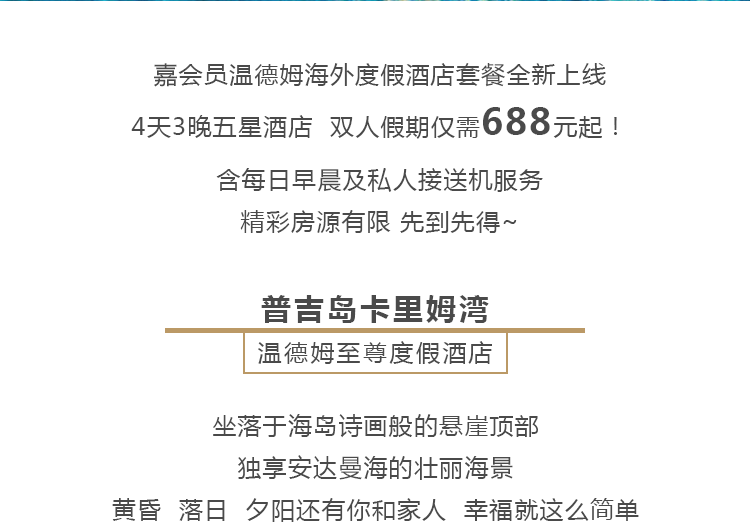 嘉会员温德姆海外度假酒店套餐全新上线
4天3晚五星酒店 双人假期仅需688元起！
含每日早晨及私人接送机服务
精彩房源有限 先到先得~
普吉岛卡里姆湾
温德姆至尊度假酒店
坐落于海岛诗画般的悬崖顶部
独享安达曼海的壮丽海景
黄昏 落日 夕阳还有你和家人 幸福就这么简单